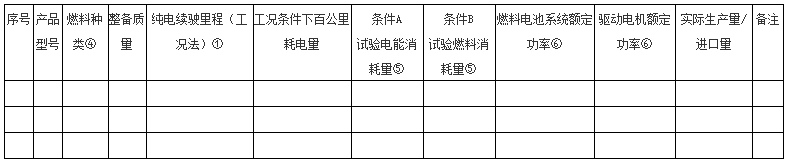 序号
产品
型号
燃料种
类④
整备质
量
纯电续驶里程（工
况法）①
工况条件下百公里
耗电量
条件A
试验电能消
耗量⑤
条件B
试验燃料消
耗量⑤
燃料电池系统额定
功率⑥
驱动电机额定
功率⑥
实际生产量/
进口量
备注